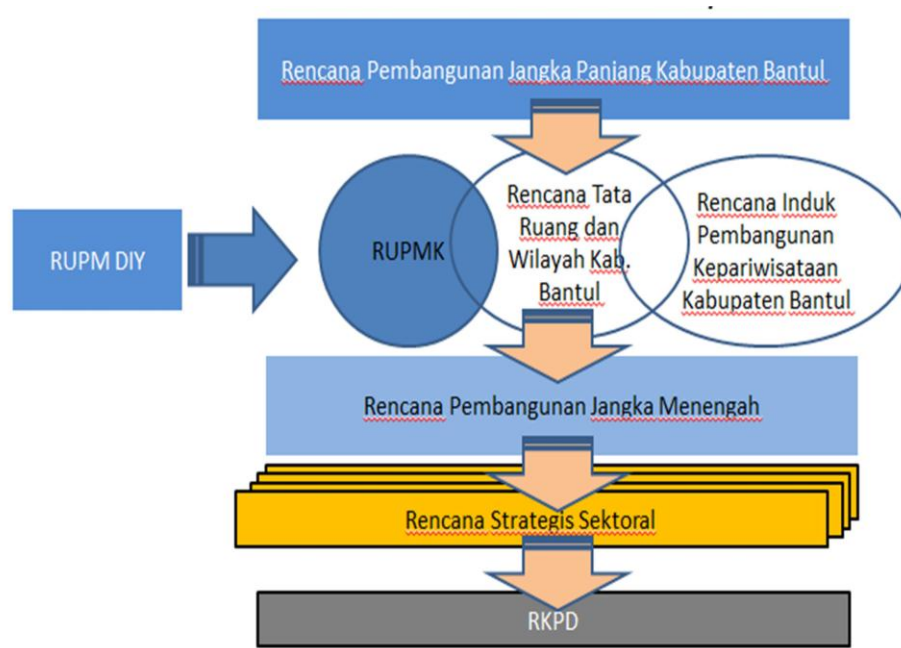 Rencana Pembangunan Jangka Panjang Kabupaten Bantul
RUPM DIY
RUPMK
Rencana Tata
Ruang dan
Wilayah Kab.
Bantul
Rencana Induk
Pembangunan
Kepariwisataan
Kabupaten Bantul
Rencana Pembangunan Jangka Menengah
Rencana Strategis Sektoral
RKPD